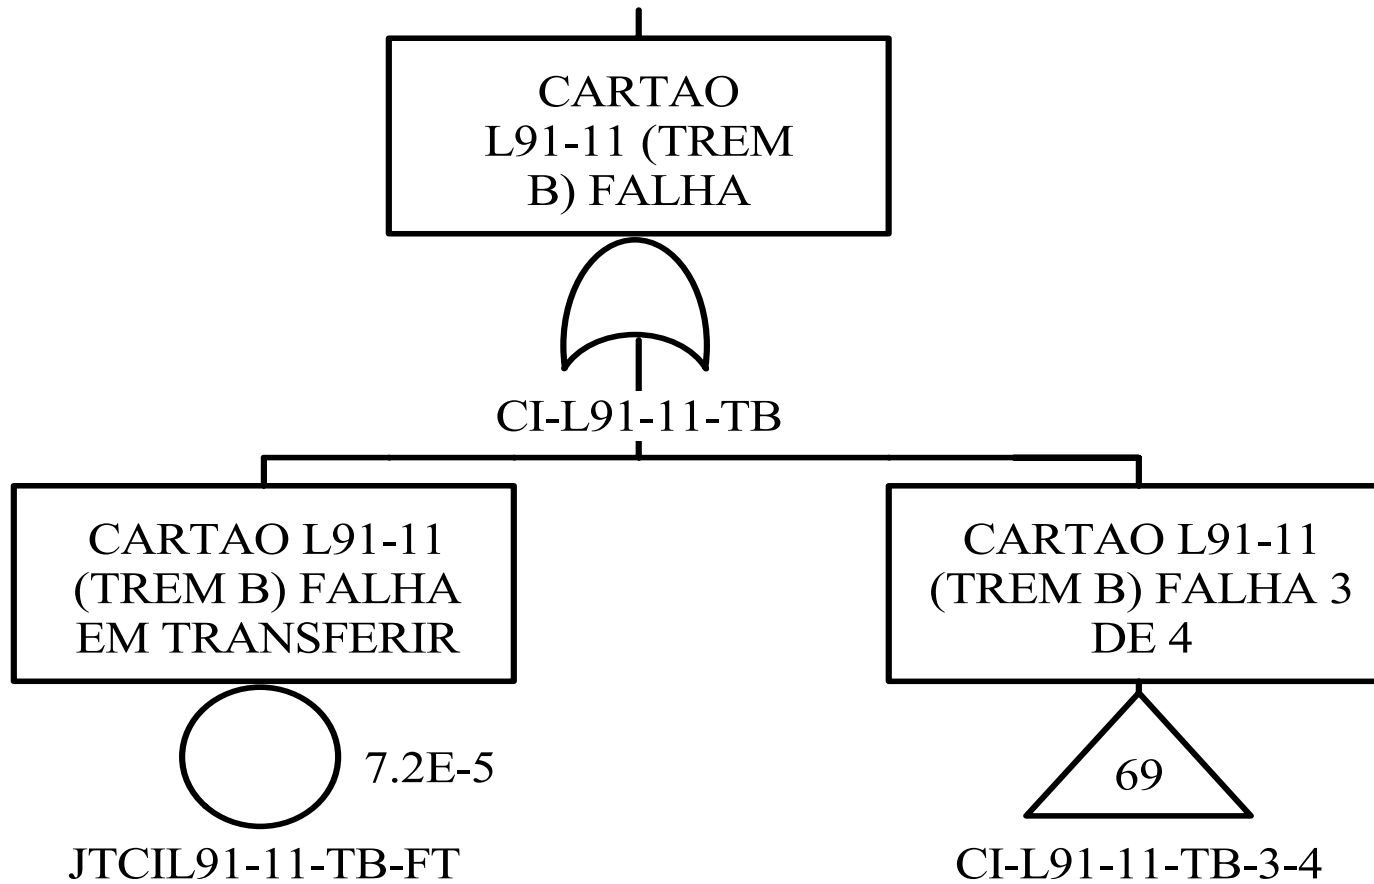 CARTAO
L91-11 (TREM
B) FALHA
CI-L91-11-TB
CARTAO L91-11
(TREM B) FALHA
EM TRANSFERIR
7.2E-5
JTCIL91-11-TB-FT
CARTAO L91-11
(TREM B) FALHA 3
DE 4
69
CI-L91-11-TB-3-4